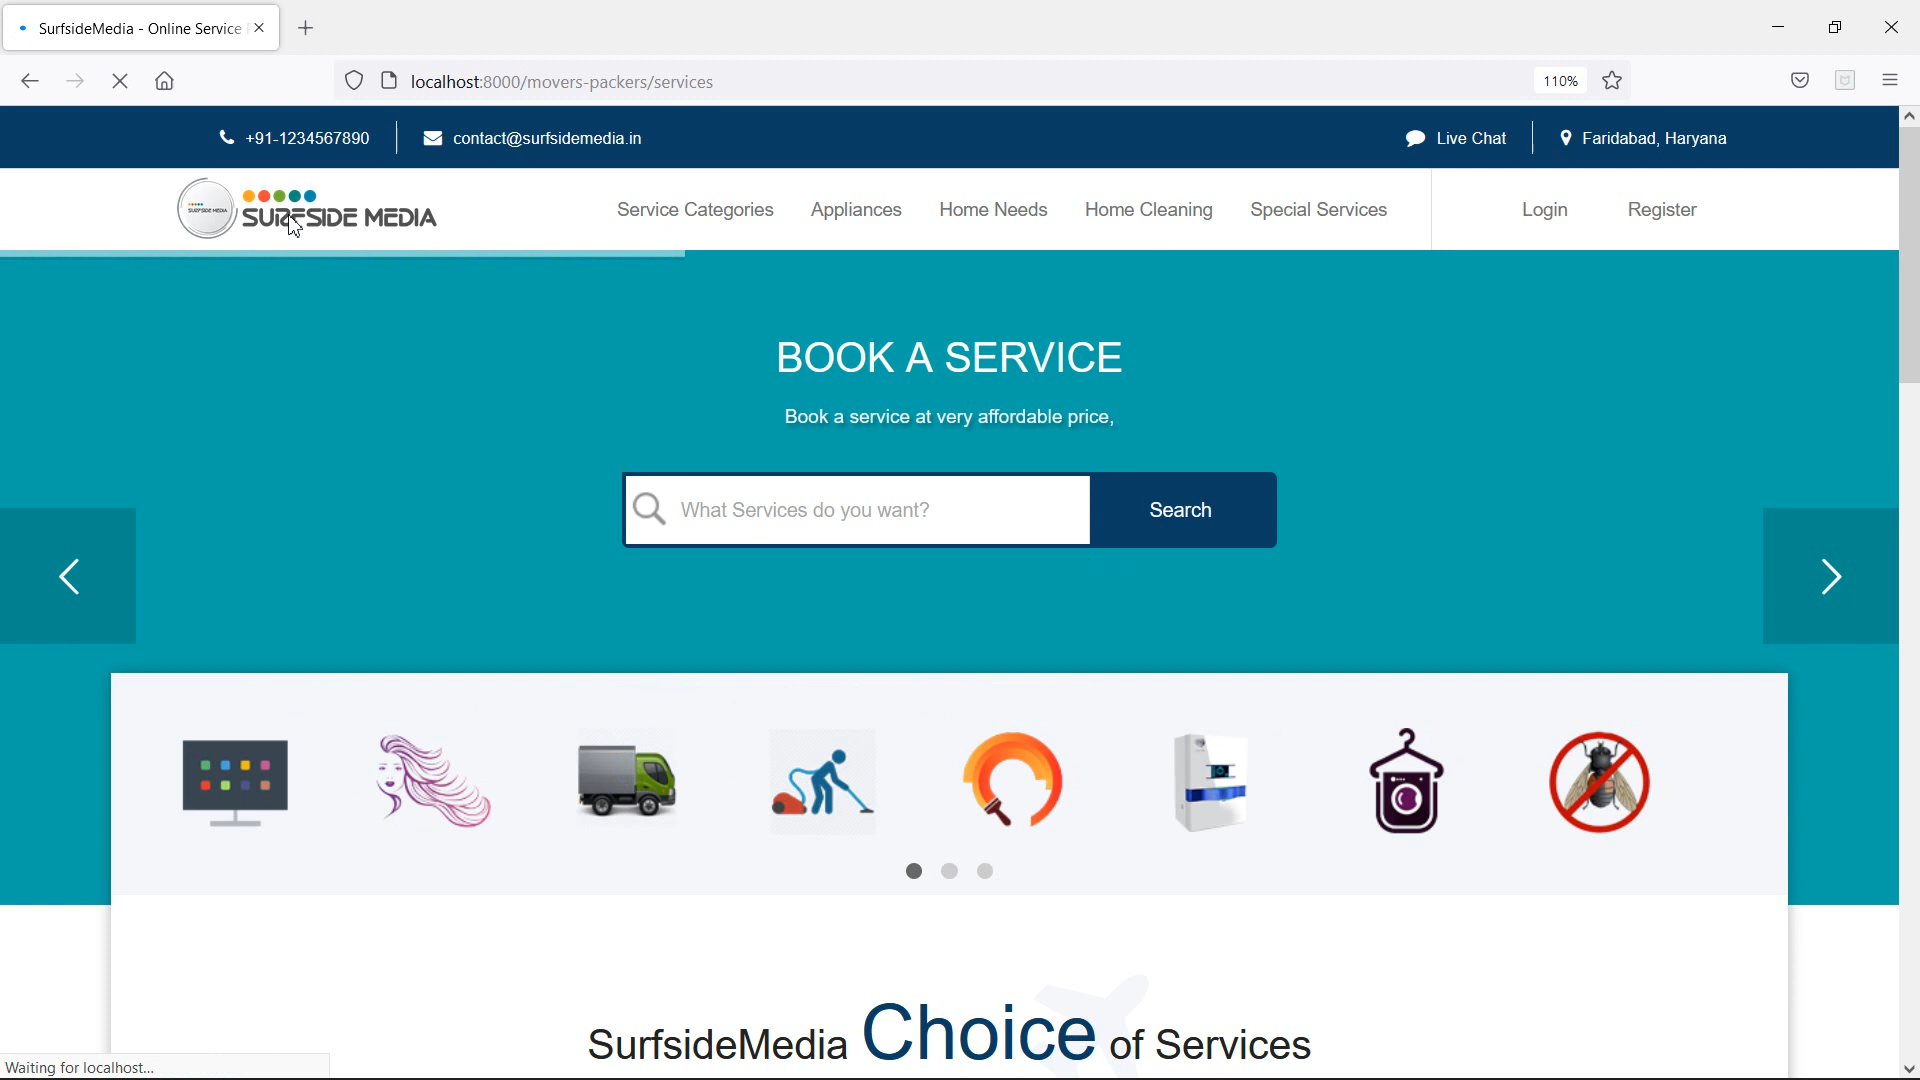 SurfsideMedia - Online Service
localhost:8000/movers-packers/services
110%
+91-1234567890
contact@surfsidemedia.in
Live Chat
Faridabad, Haryana
SURFSIDE MEDIA
SURFSIDE MEDIA
Service Categories
Appliances
Home Needs
Home Cleaning
Special Services
Login
Register
BOOK A SERVICE
Book a service at very affordable price,
What Services do you want?
Search
SurfsideMedia Choice of Services
Waiting for localhost...